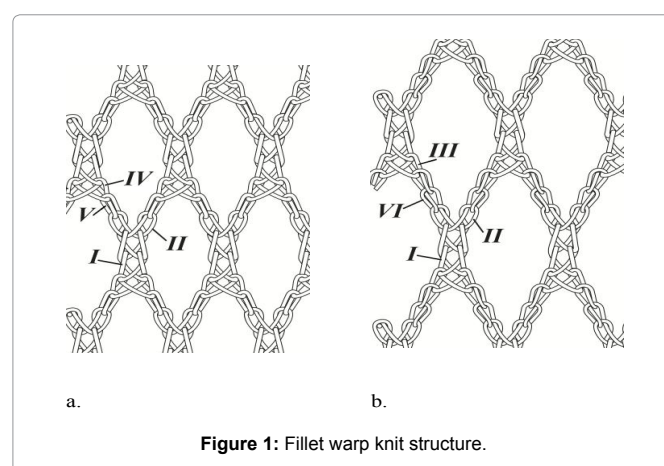 IV
V
II
I
III
VI
II
I
a.
b.
Figure 1: Fillet warp knit structure.